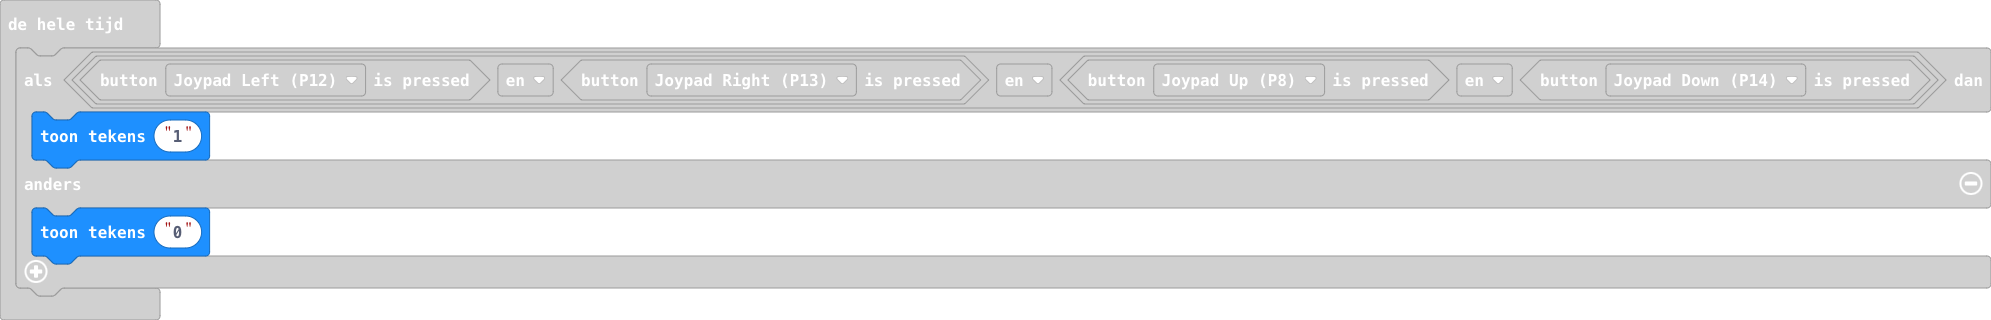 de hele tijd
als button Joypad Left (P12) is pressed en button Joypad Right (P13) is pressed en button Joypad Up (P8) is pressed en button Joypad Down (P14) is pressed dan
toon tekens "1"
anders
toon tekens "0"